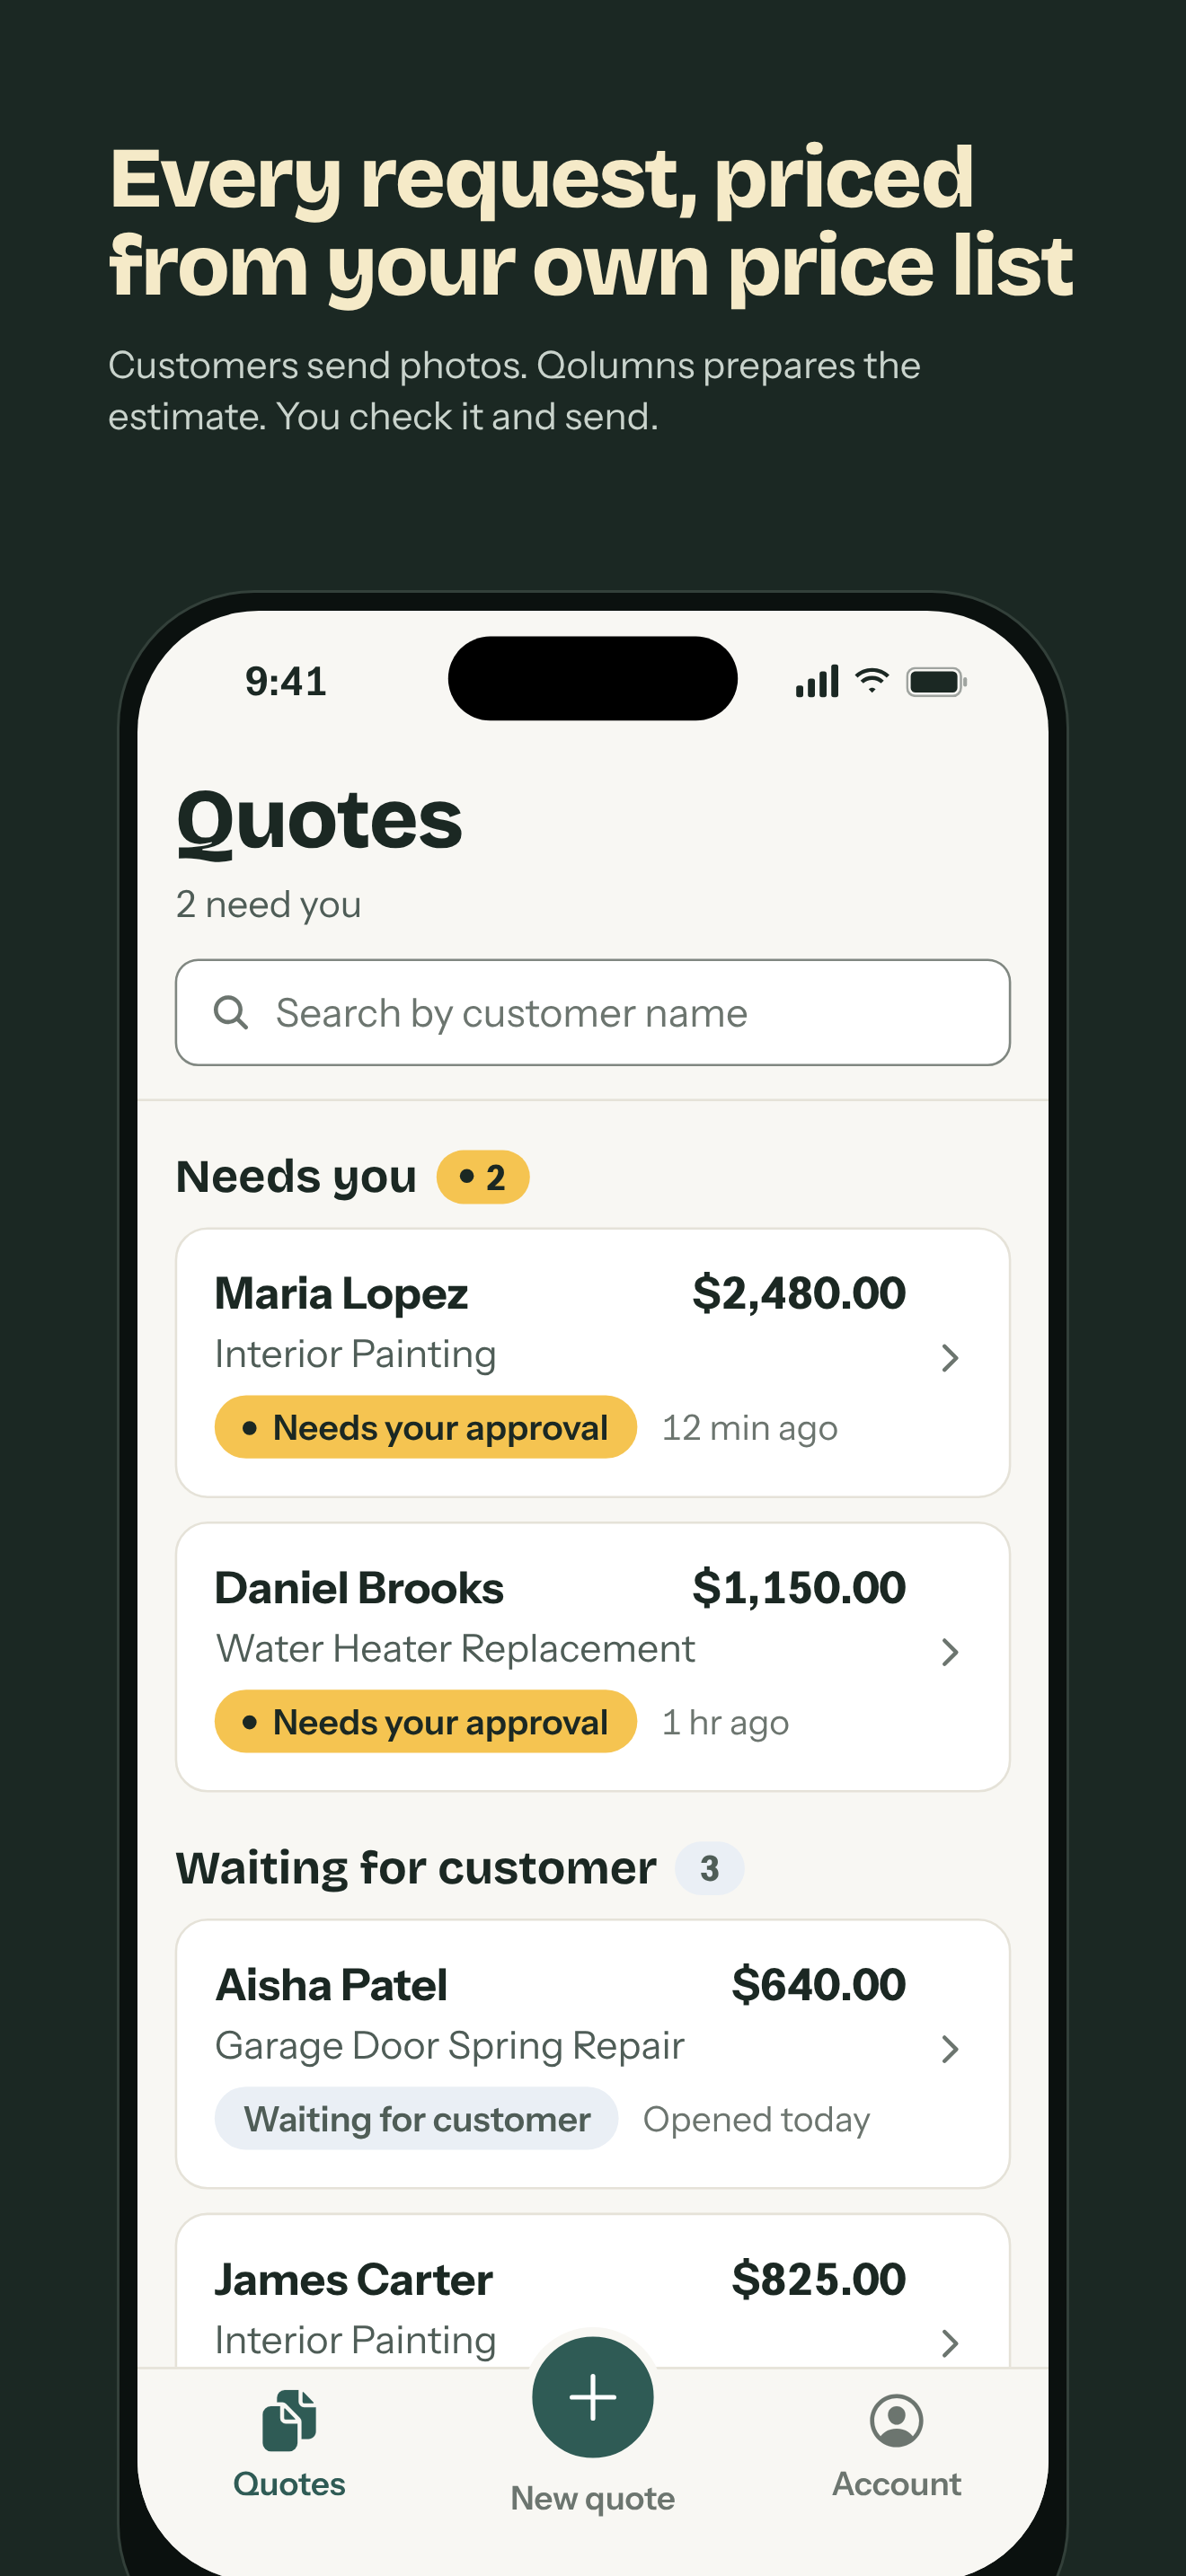 Every request, priced
from your own price list
Customers send photos. Qolumns prepares the
estimate. You check it and send.
9:41
Quotes
2 need you
Search by customer name
Needs you • 2
Maria Lopez $2,480.00
Interior Painting
• Needs your approval 12 min ago
Daniel Brooks $1,150.00
Water Heater Replacement
• Needs your approval 1 hr ago
Waiting for customer 3
Aisha Patel $640.00
Garage Door Spring Repair
Waiting for customer Opened today
James Carter $825.00
Interior Painting
Quotes New quote Account